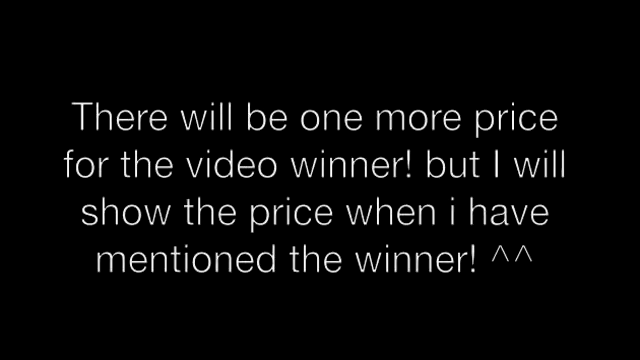 There will be one more price
for the video winner! but I will
show the price when i have
mentioned the winner! ^^